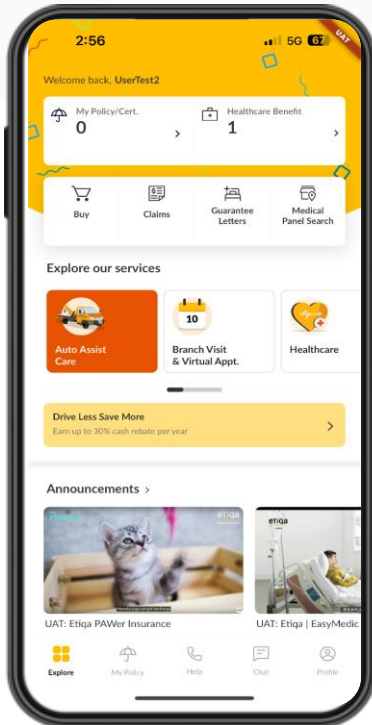 2:56
5G
67
UAT
Welcome back, UserTest2
My Policy/Cert.
0
Healthcare Benefit
1
Buy
Claims
Guarantee
Letters
Medical
Panel Search
Explore our services
Auto Assist
Care
10
Branch Visit
& Virtual Appt.
Healthcare
Drive Less Save More
Earn up to 30% cash rebate per year
Announcements
etiqa
etiqa
UAT: Etiqa PAWer Insurance
UAT: Etiqa | EasyMedic
Explore
My Policy
Help
Chat
Profile